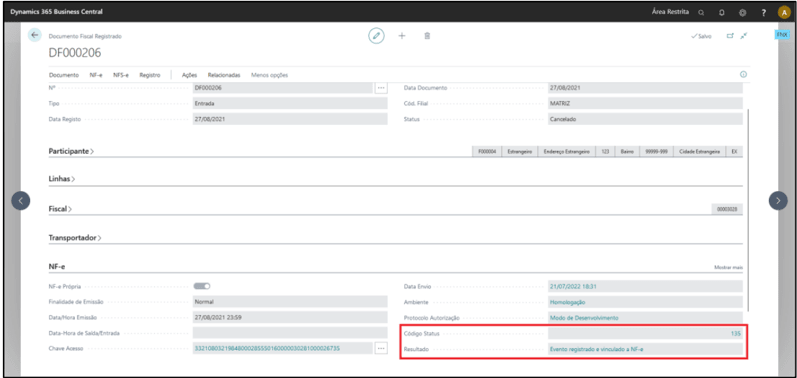 Dynamics 365 Business Central
Área Restrita
?
A
Documento Fiscal Registrado
Salvo
FNX
DF000206
Documento NF-e NFS-e Registro Ações Relacionadas Menos opções
Nº DF000206 Data Documento 27/08/2021
Tipo Entrada Cód. Filial MATRIZ
Data Registo 27/08/2021 Status Cancelado
Participante F000004 Estrangeiro Endereço Estrangeiro 123 Bairro 99999-999 Cidade Estrangeira EX
Linhas
Fiscal 00003028
Transportador
NF-e Mostrar mais
NF-e Própria Data Envio 21/07/2022 18:31
Finalidade de Emissão Normal Ambiente Homologação
Data/Hora Emissão 27/08/2021 23:59 Protocolo Autorização Modo de Desenvolvimento
Data-Hora de Saída/Entrada Código Status 135
Chave Acesso Resultado Evento registrado e vinculado a NF-e